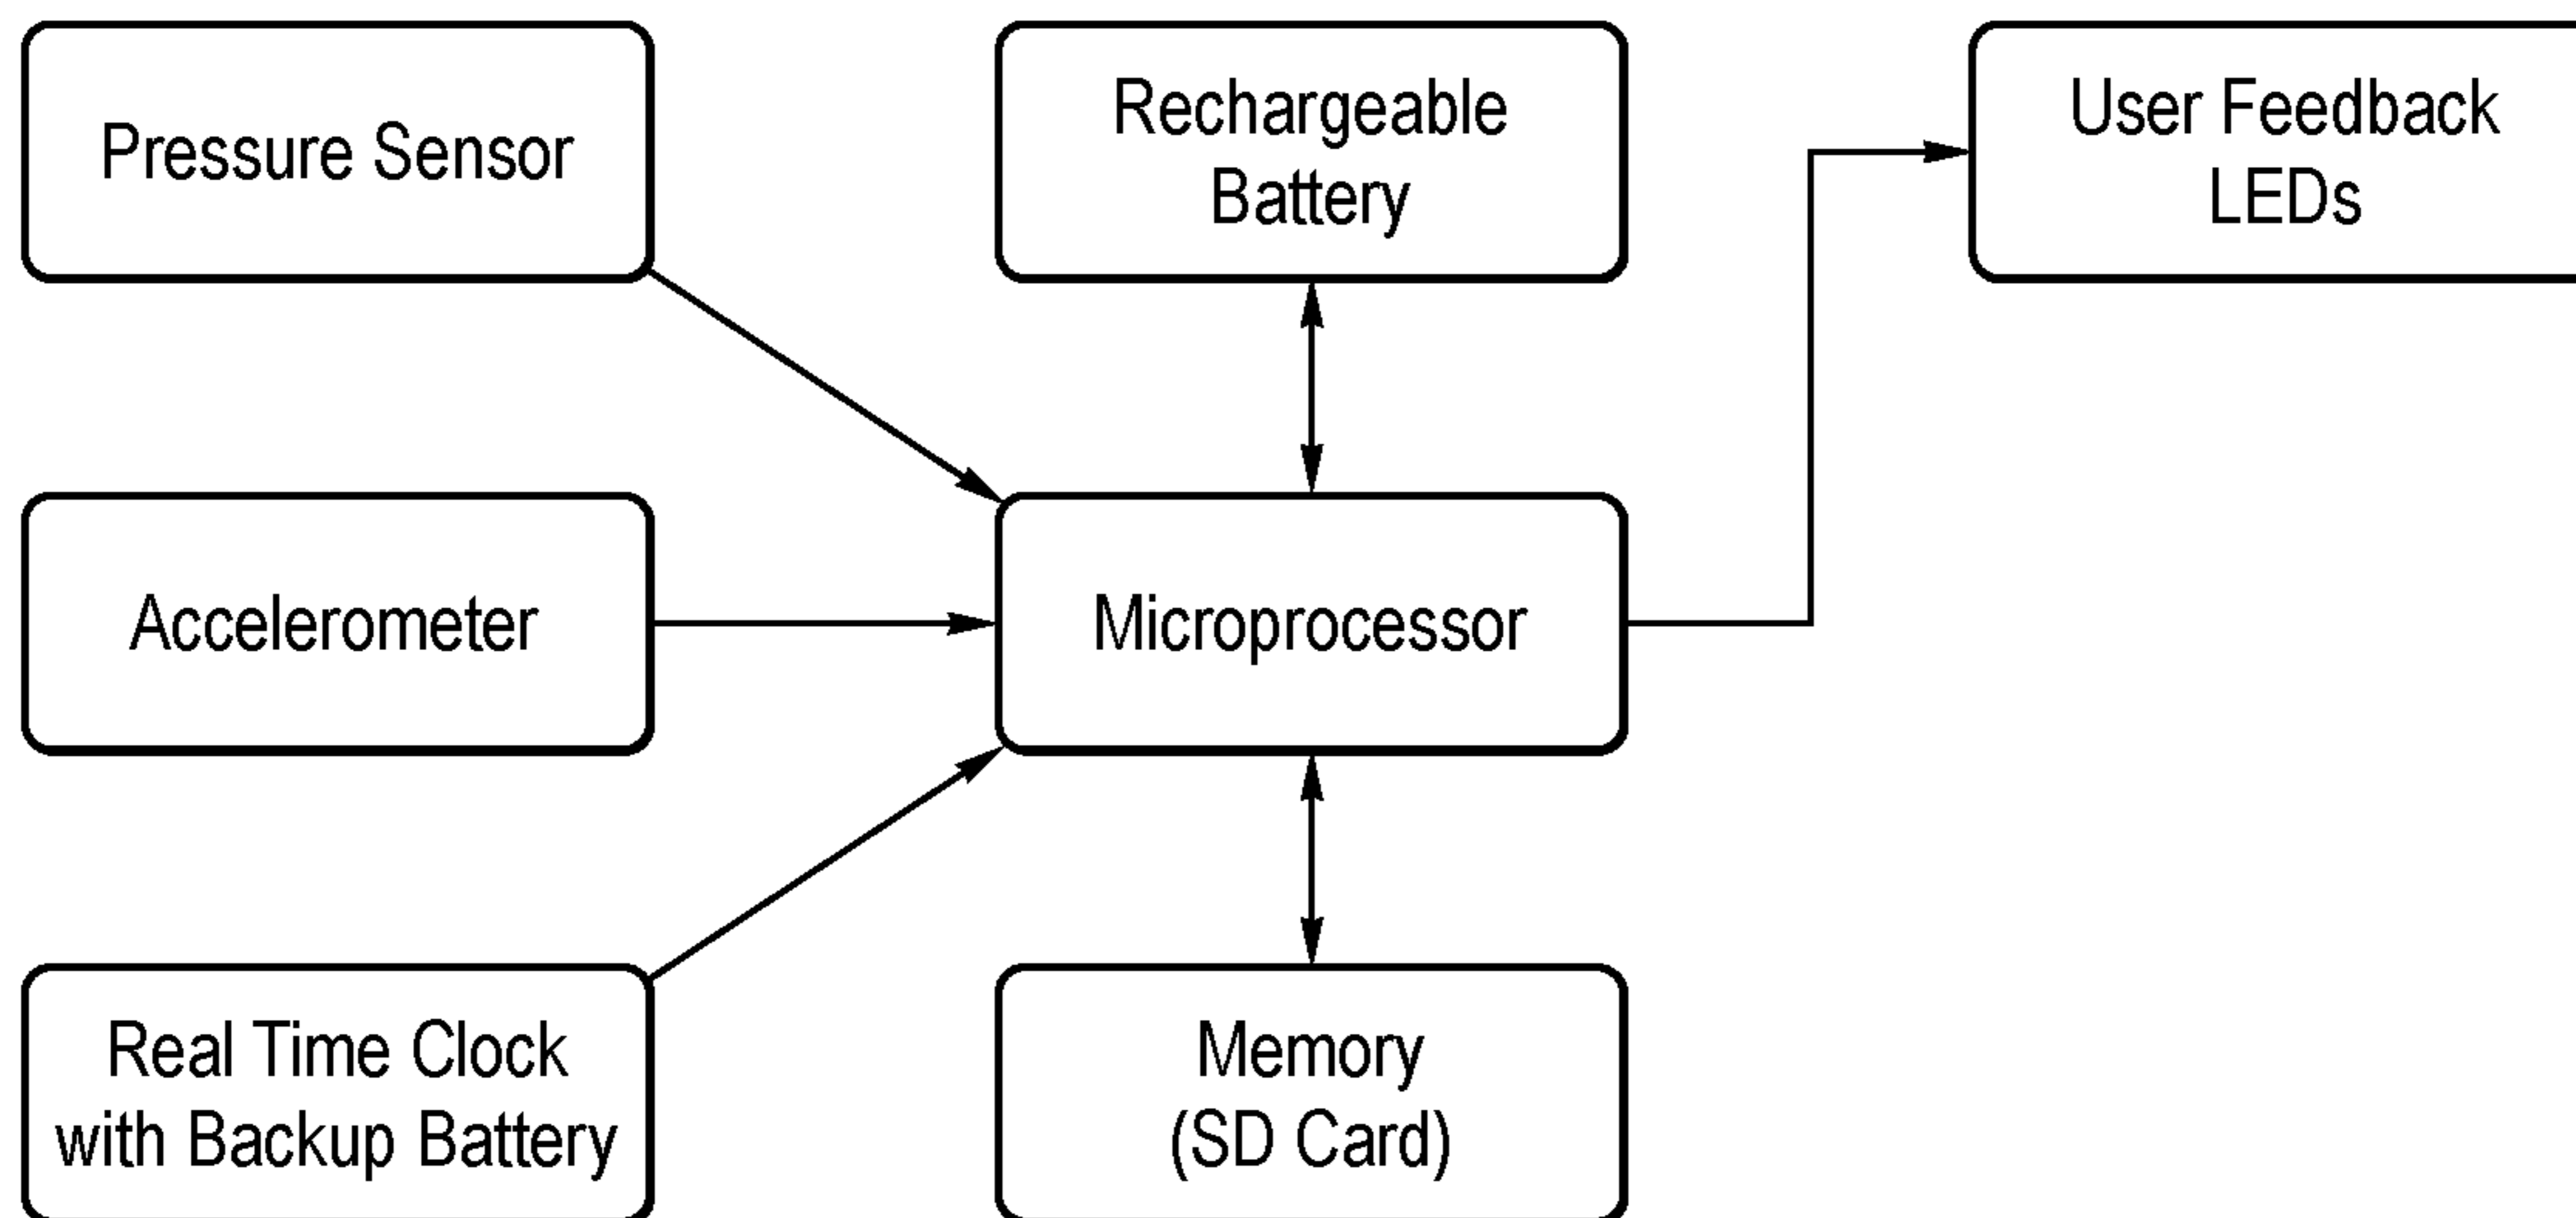 Pressure Sensor
Rechargeable
Battery
User Feedback
LEDs
Accelerometer
Microprocessor
Real Time Clock
with Backup Battery
Memory
(SD Card)